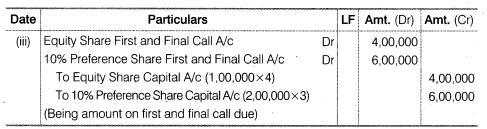 Date Particulars LF Amt. (Dr) Amt. (Cr)
(iii) Equity Share First and Final Call A/c Dr 4,00,000
10% Preference Share First and Final Call A/c Dr 6,00,000
To Equity Share Capital A/c (1,00,000×4) 4,00,000
To 10% Preference Share Capital A/c (2,00,000×3) 6,00,000
(Being amount on first and final call due)